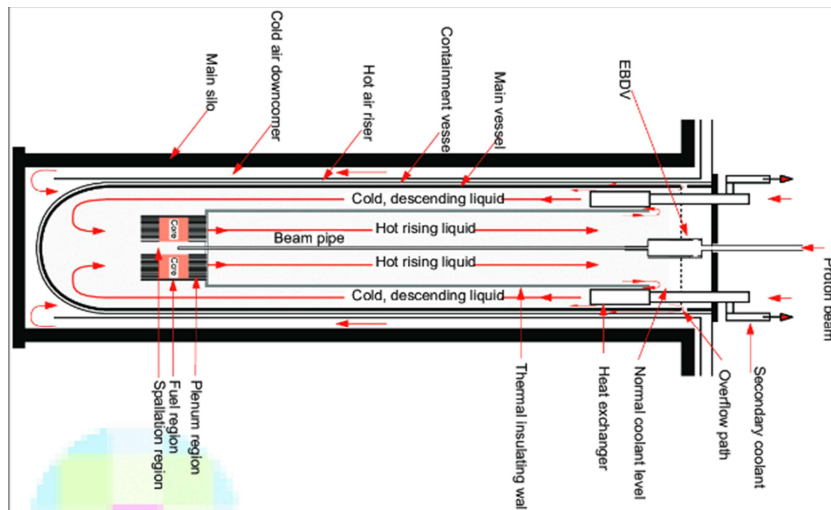 Main silo
Cold air downcomer
Hot air riser
Containment vesse
Main vessel
EBDV
Cold, descending liquid
Core
Hot rising liquid
Beam pipe
Core
Hot rising liquid
Cold, descending liquid
Proton beam
Spallation region
Fuel region
Plenum region
Thermal insulating wal
Heat exchanger
Normal coolant level
Overflow path
Secondary coolant